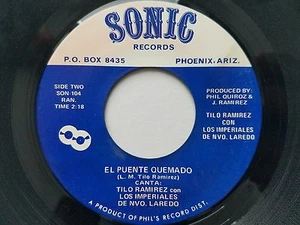 SONIC
RECORDS
P.O. BOX 8435
PHOENIX, ARIZ.
SIDE TWO
SON-104
RAN.
TIME 2:18
PRODUCED BY:
PHIL QUIROZ &
J. RAMIREZ
TILO RAMIREZ
CON
LOS IMPERIALES
DE NVO. LAREDO
EL PUENTE QUEMADO
(L. M. Tilo Ramirez)
CANTA:
TILO RAMIREZ con
LOS IMPERIALES
DE NVO. LAREDO
A PRODUCT OF PHIL'S RECORD DIST.